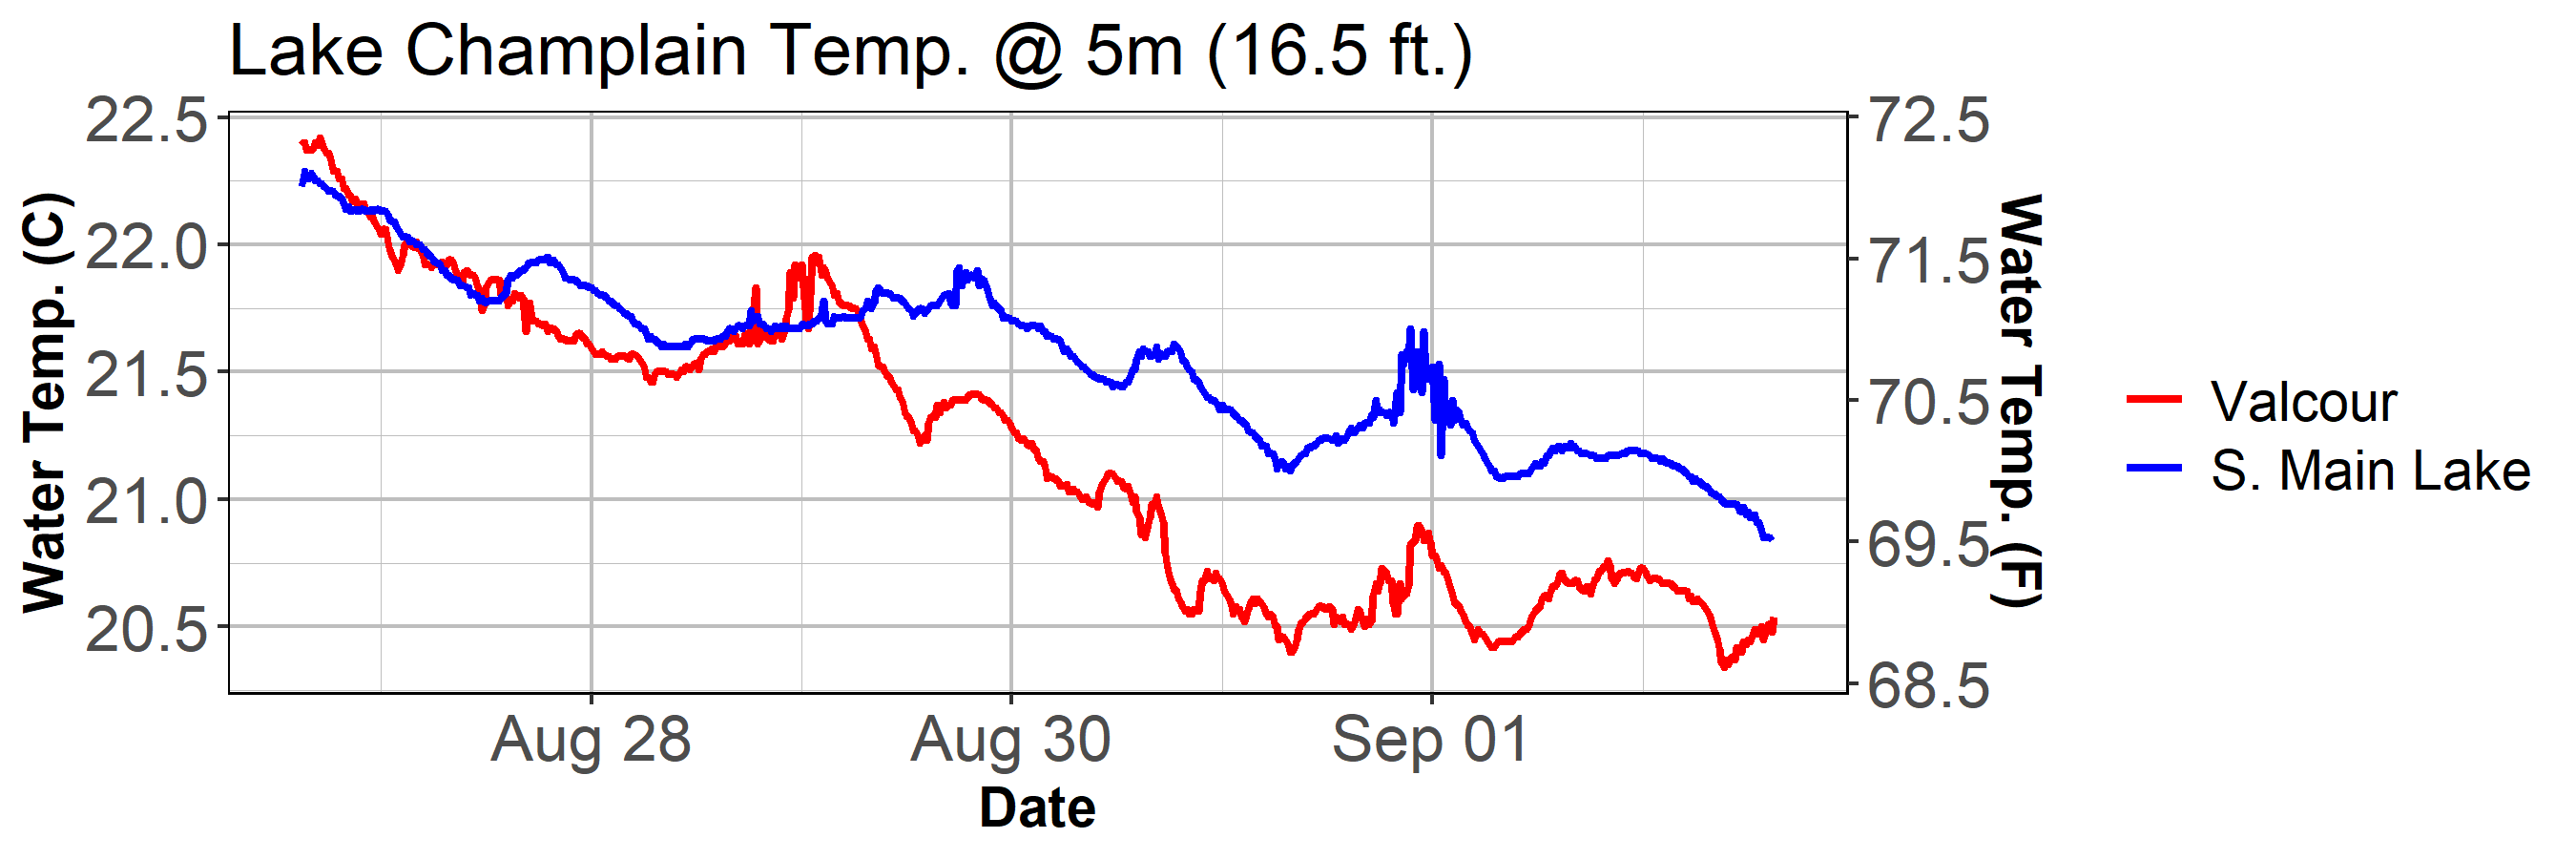 Lake Champlain Temp. @ 5m (16.5 ft.)
Water Temp. (C)
22.5
22.0
21.5
21.0
20.5
72.5
71.5
70.5
69.5
68.5
Water Temp. (F)
Valcour
S. Main Lake
Aug 28
Aug 30
Sep 01
Date